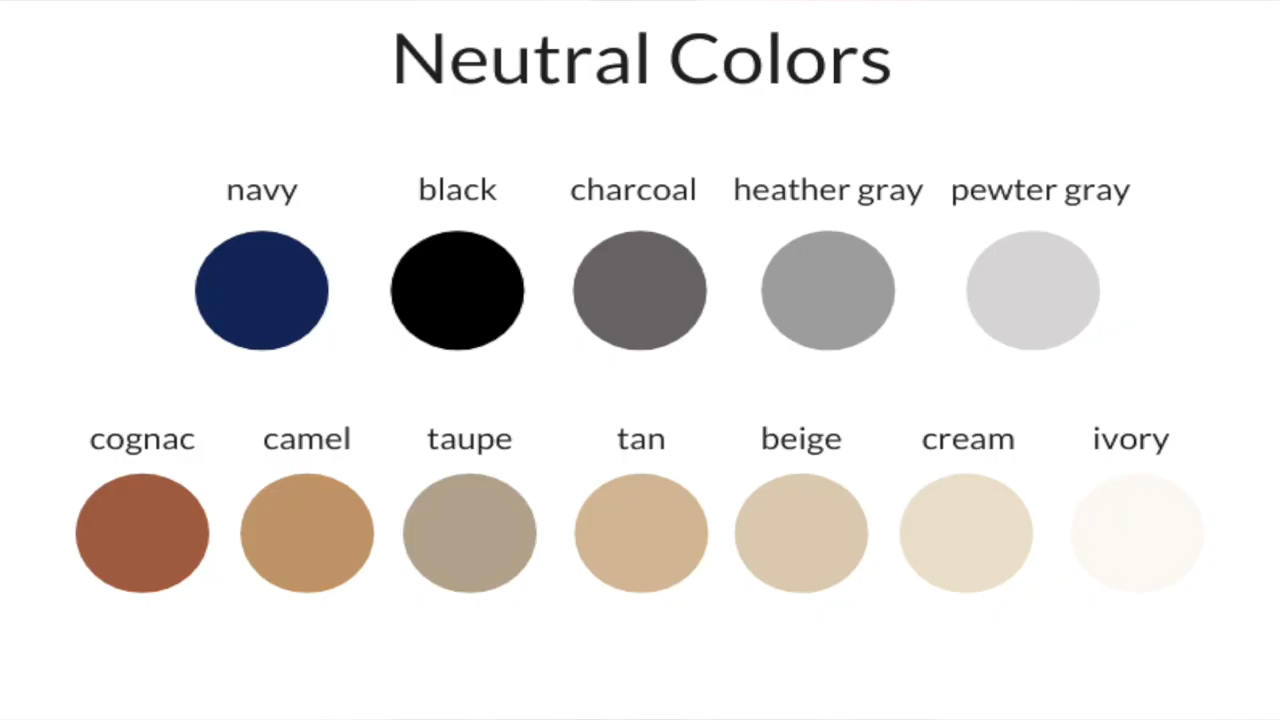 Neutral Colors
navy black charcoal heather gray pewter gray
cognac camel taupe tan beige cream ivory